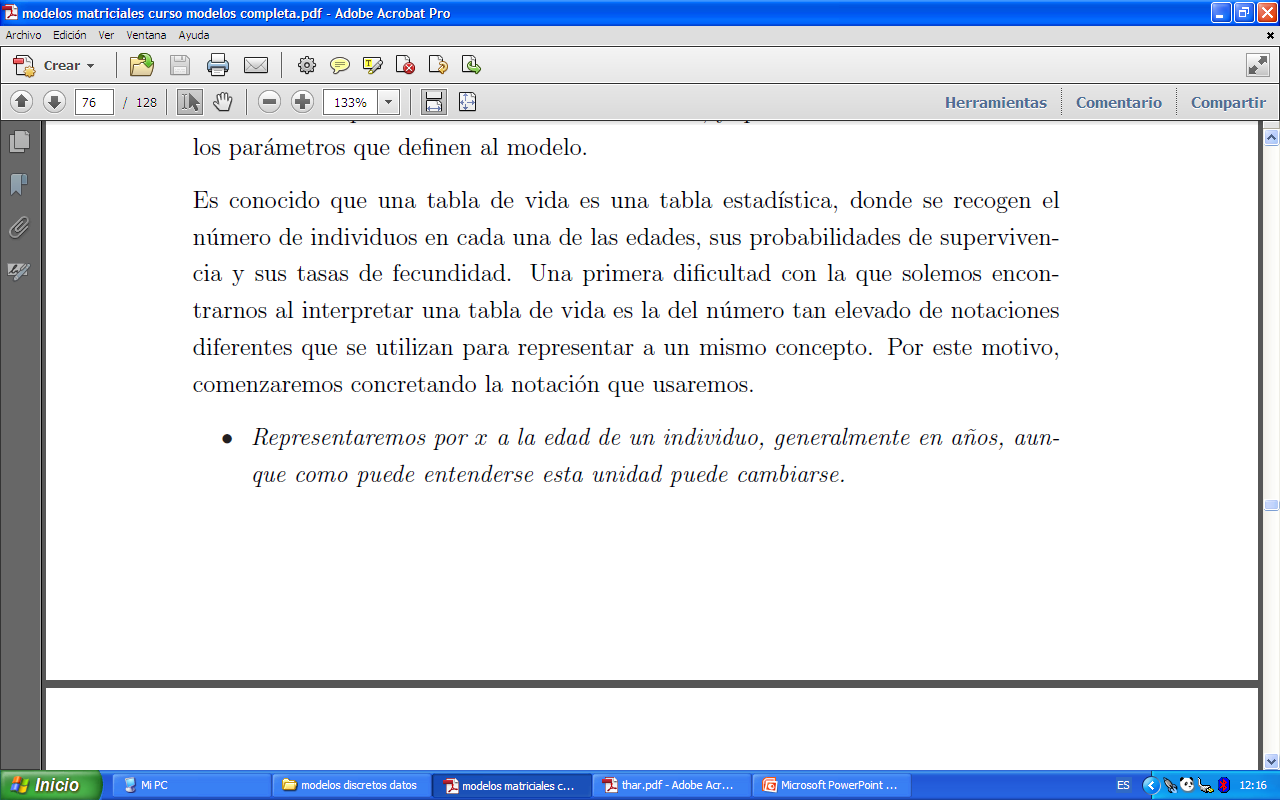 modelos matriciales curso modelos completa.pdf - Adobe Acrobat Pro
Archivo Edición Ver Ventana Ayuda
Crear
76 / 128 133% Herramientas Comentario Compartir
los parámetros que definen al modelo.
Es conocido que una tabla de vida es una tabla estadística, donde se recogen el
número de individuos en cada una de las edades, sus probabilidades de superviven-
cia y sus tasas de fecundidad. Una primera dificultad con la que solemos encon-
trarnos al interpretar una tabla de vida es la del número tan elevado de notaciones
diferentes que se utilizan para representar a un mismo concepto. Por este motivo,
comenzaremos concretando la notación que usaremos.
• Representaremos por x a la edad de un individuo, generalmente en años, aun-
que como puede entenderse esta unidad puede cambiarse.
Inicio Mi PC modelos discretos datos modelos matriciales c... thar.pdf - Adobe Acr... Microsoft PowerPoint ... ES 12:16